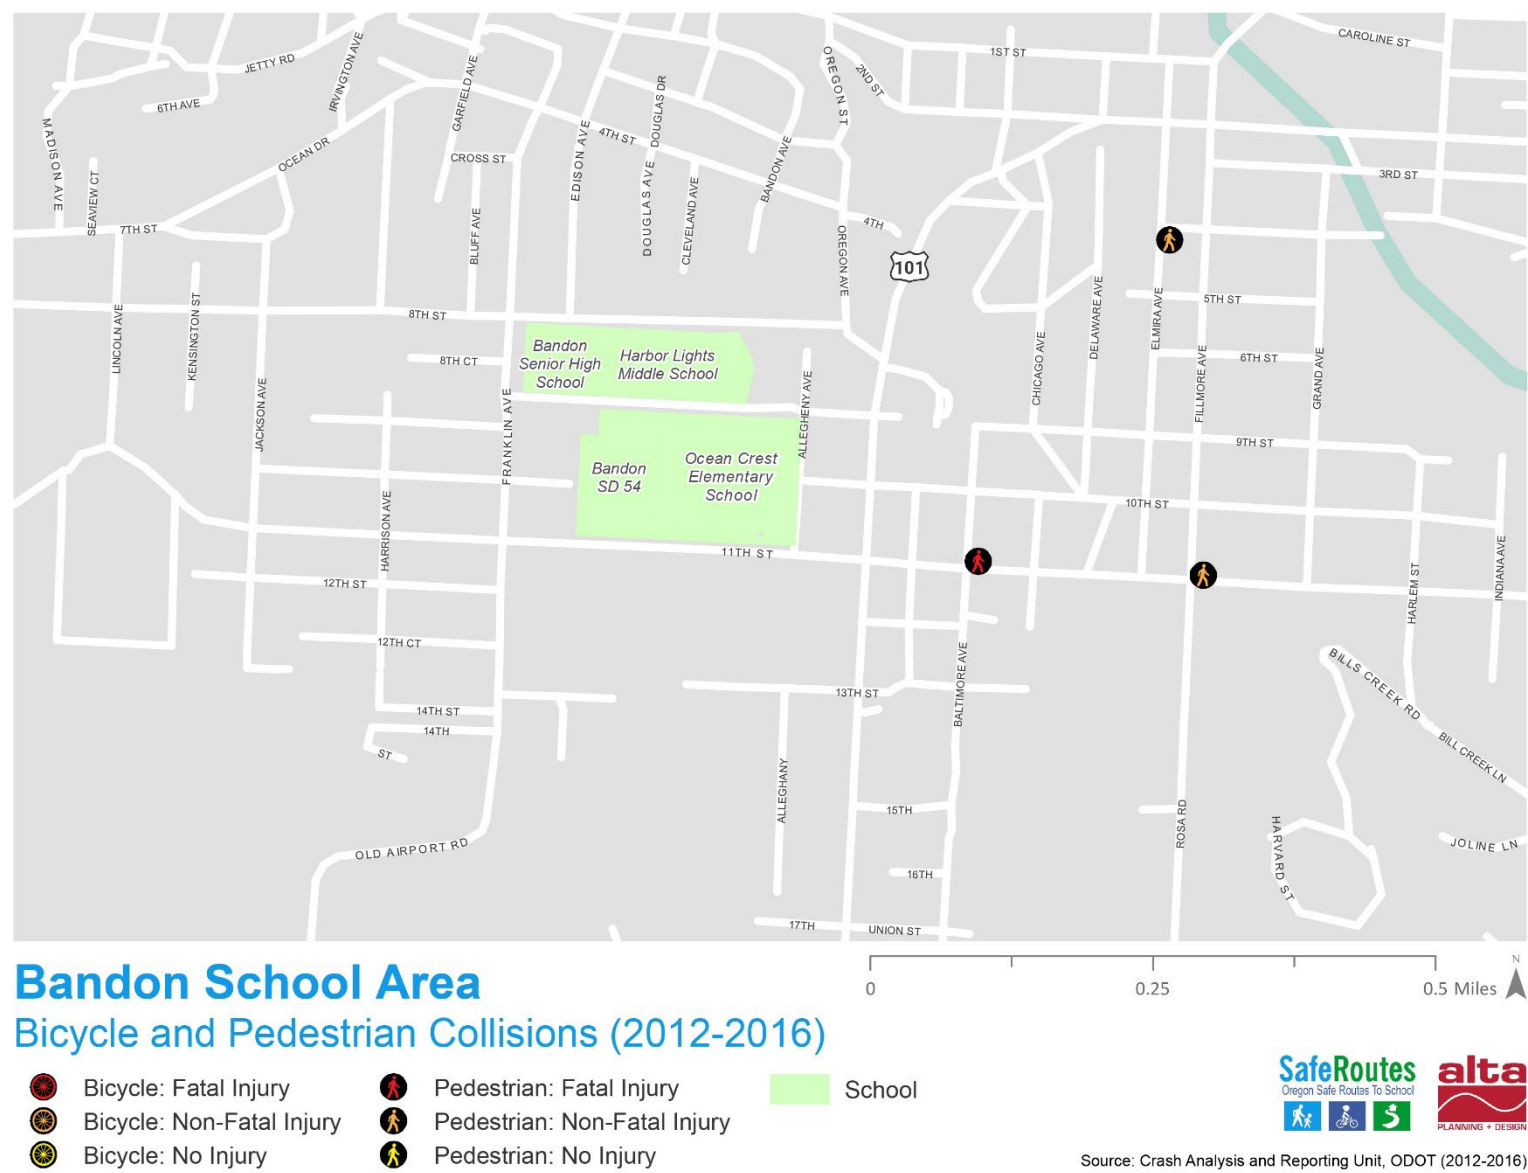 CAROLINE ST
1ST ST
JETTY RD
IRVINGTON AVE
GARFIELD AVE
OREGON ST
2ND ST
6TH AVE
DOUGLAS DR
MADISON AVE
4TH ST
OCEAN DR
CROSS ST
EDISON AVE
BANDON AVE
3RD ST
SEAVIEW CT
DOUGLAS AVE
CLEVELAND AVE
7TH ST
BLUFF AVE
4TH
OREGON AVE
101
5TH ST
8TH ST
LINCOLN AVE
KENSINGTON ST
DELAWARE AVE
ELMIRA AVE
8TH CT
Bandon
Senior High
School
Harbor Lights
Middle School
6TH ST
CHICAGO AVE
FILLMORE AVE
GRAND AVE
JACKSON AVE
FRANKLIN AVE
ALLEGHENY AVE
9TH ST
Bandon
SD 54
Ocean Crest
Elementary
School
10TH ST
HARRISON AVE
11TH ST
12TH ST
INDIANA AVE
HARLEM ST
12TH CT
BALTIMORE AVE
BILLS CREEK RD
13TH ST
14TH ST
14TH
ST
BILL CREEK LN
ALLEGHANY
15TH
ROSA RD
HARVARD ST
OLD AIRPORT RD
JOLINE LN
16TH
17TH
UNION ST
Bandon School Area
Bicycle and Pedestrian Collisions (2012-2016)
0 0.25 0.5 Miles
N
Bicycle: Fatal Injury
Bicycle: Non-Fatal Injury
Bicycle: No Injury
Pedestrian: Fatal Injury
Pedestrian: Non-Fatal Injury
Pedestrian: No Injury
School
SafeRoutes
Oregon Safe Routes To School
alta
PLANNING + DESIGN
Source: Crash Analysis and Reporting Unit, ODOT (2012-2016)